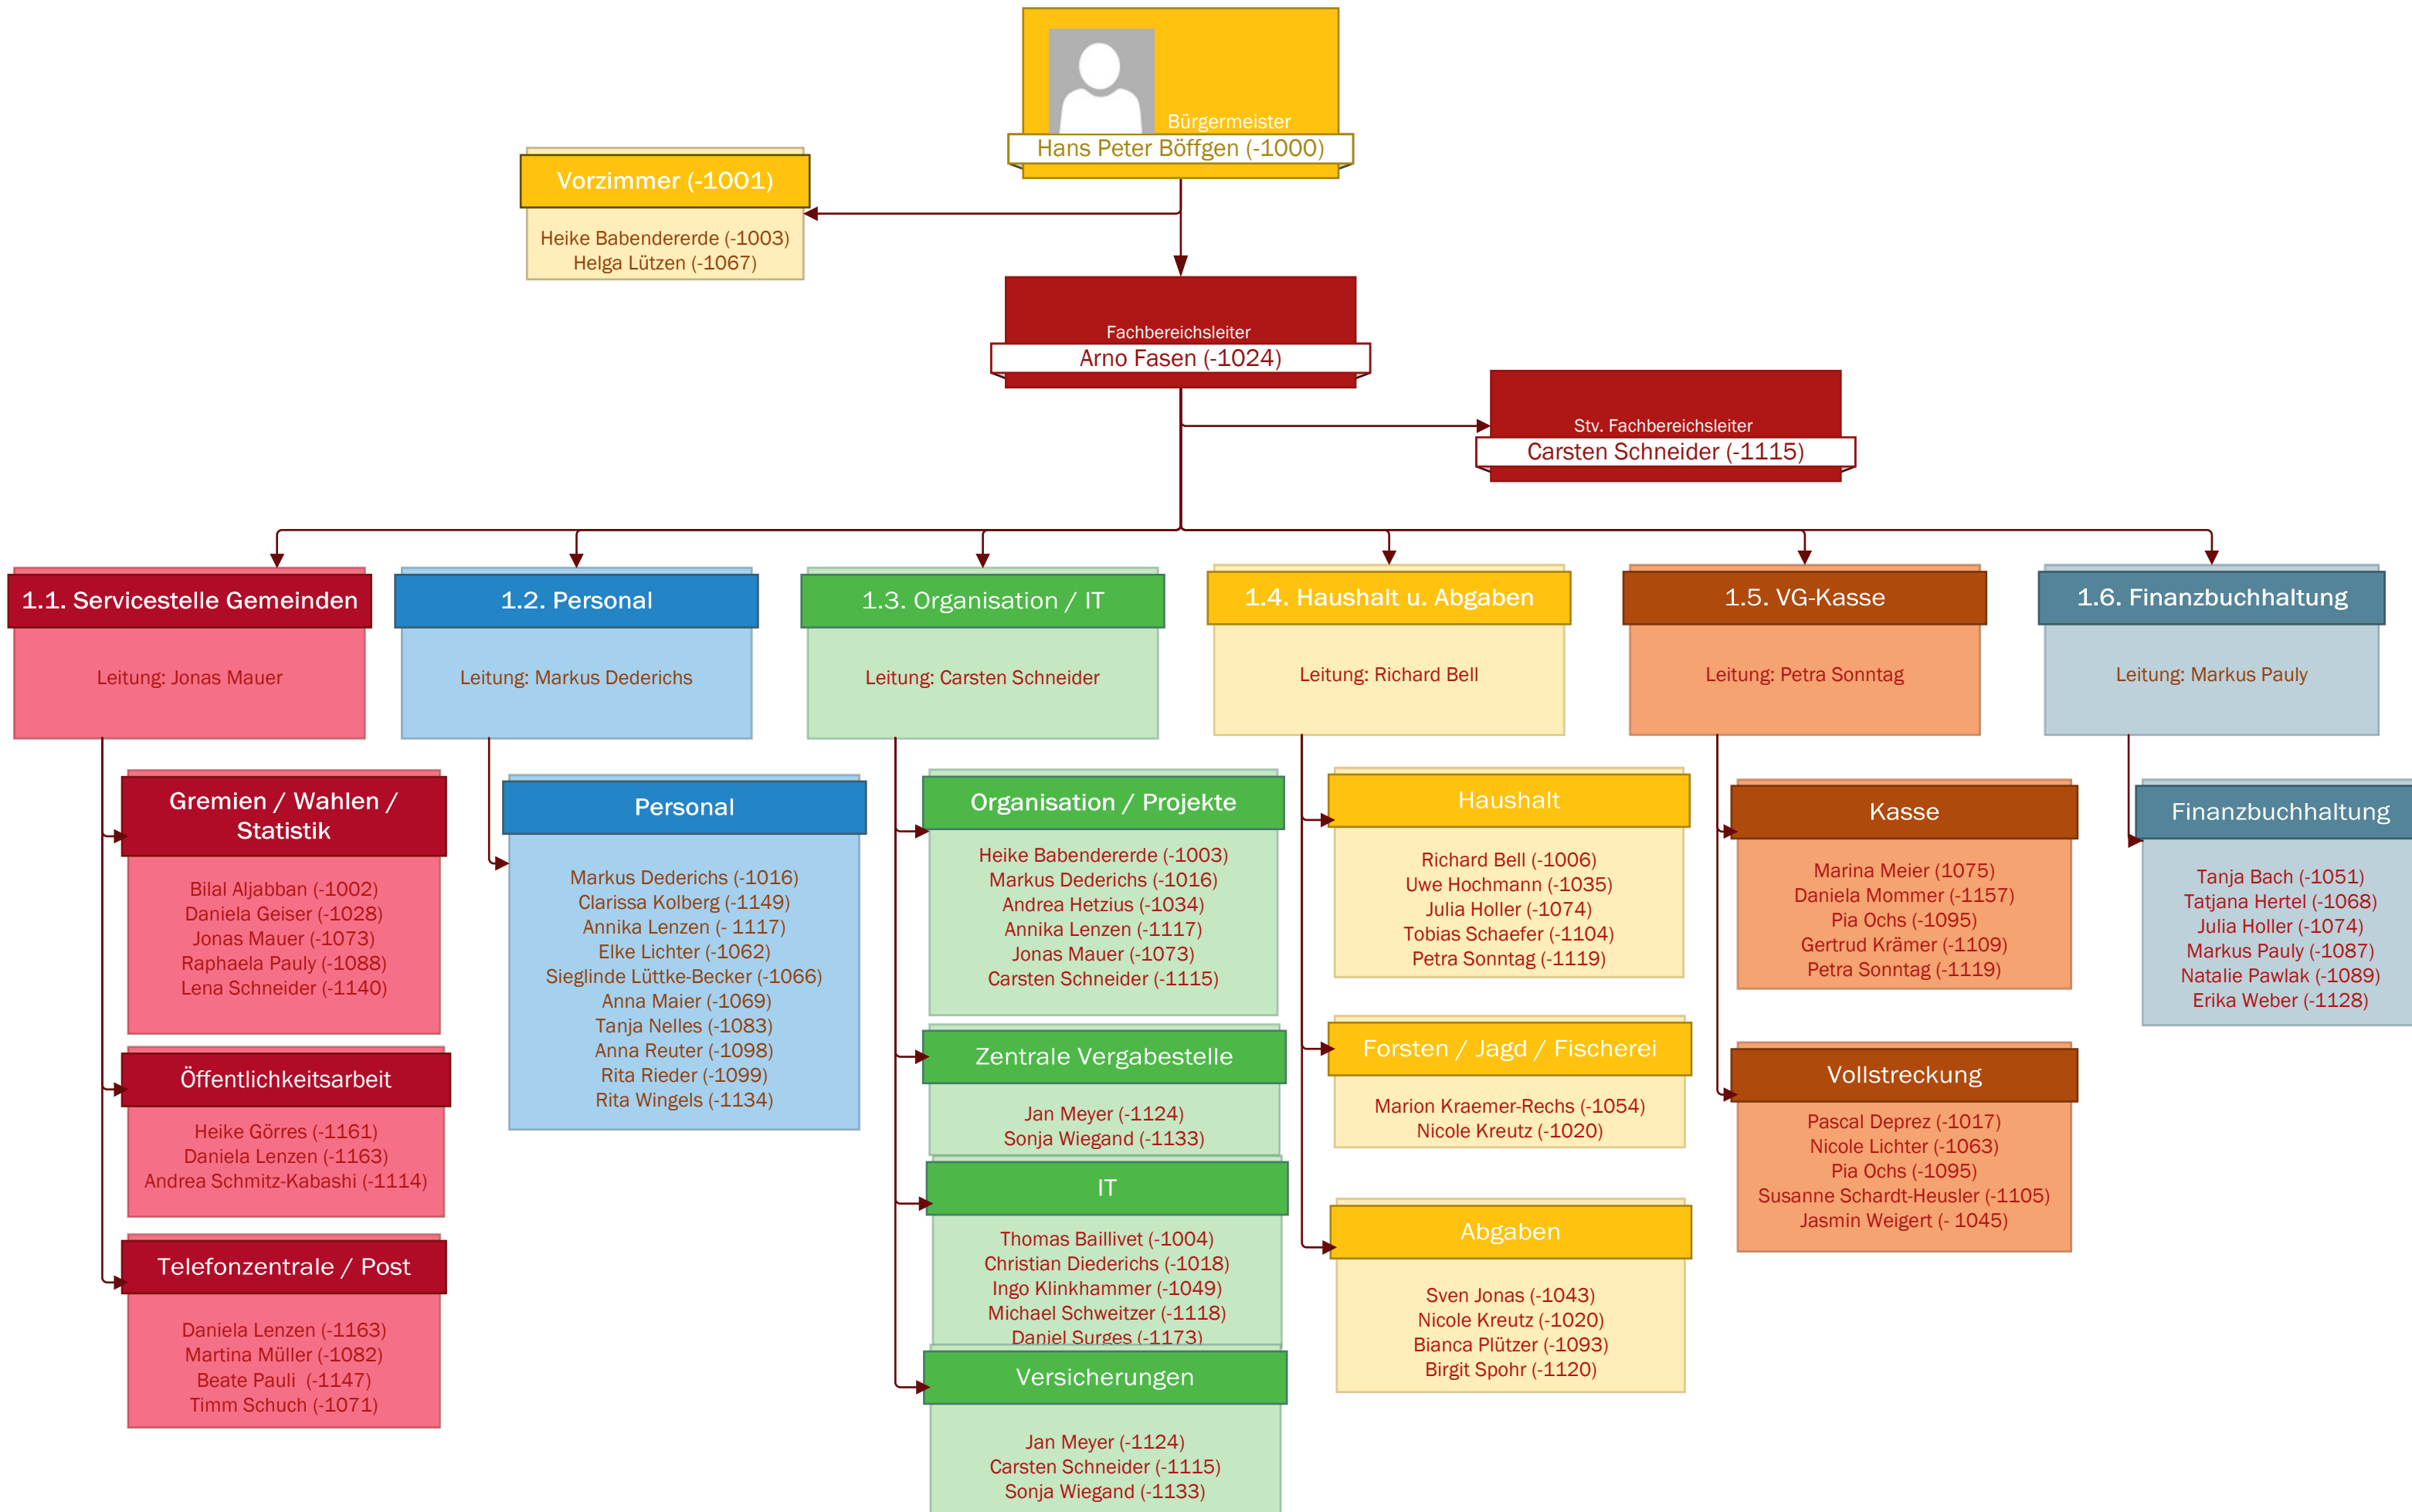 Bürgermeister
Hans Peter Böffgen (-1000)
Vorzimmer (-1001)
Heike Babendererde (-1003)
Helga Lützen (-1067)
Fachbereichsleiter
Arno Fasen (-1024)
Stv. Fachbereichsleiter
Carsten Schneider (-1115)
1.1. Servicestelle Gemeinden
Leitung: Jonas Mauer
Gremien / Wahlen /
Statistik
Bilal Aljabban (-1002)
Daniela Geiser (-1028)
Jonas Mauer (-1073)
Raphaela Pauly (-1088)
Lena Schneider (-1140)
Öffentlichkeitsarbeit
Heike Görres (-1161)
Daniela Lenzen (-1163)
Andrea Schmitz-Kabashi (-1114)
Telefonzentrale / Post
Daniela Lenzen (-1163)
Martina Müller (-1082)
Beate Pauli  (-1147)
Timm Schuch (-1071)
1.2. Personal
Leitung: Markus Dederichs
Personal
Markus Dederichs (-1016)
Clarissa Kolberg (-1149)
Annika Lenzen (- 1117)
Elke Lichter (-1062)
Sieglinde Lüttke-Becker (-1066)
Anna Maier (-1069)
Tanja Nelles (-1083)
Anna Reuter (-1098)
Rita Rieder (-1099)
Rita Wingels (-1134)
1.3. Organisation / IT
Leitung: Carsten Schneider
Organisation / Projekte
Heike Babendererde (-1003)
Markus Dederichs (-1016)
Andrea Hetzius (-1034)
Annika Lenzen (-1117)
Jonas Mauer (-1073)
Carsten Schneider (-1115)
Zentrale Vergabestelle
Jan Meyer (-1124)
Sonja Wiegand (-1133)
IT
Thomas Baillivet (-1004)
Christian Diederichs (-1018)
Ingo Klinkhammer (-1049)
Michael Schweitzer (-1118)
Daniel Surges (-1173)
Versicherungen
Jan Meyer (-1124)
Carsten Schneider (-1115)
Sonja Wiegand (-1133)
1.4. Haushalt u. Abgaben
Leitung: Richard Bell
Haushalt
Richard Bell (-1006)
Uwe Hochmann (-1035)
Julia Holler (-1074)
Tobias Schaefer (-1104)
Petra Sonntag (-1119)
Forsten / Jagd / Fischerei
Marion Kraemer-Rechs (-1054)
Nicole Kreutz (-1020)
Abgaben
Sven Jonas (-1043)
Nicole Kreutz (-1020)
Bianca Plützer (-1093)
Birgit Spohr (-1120)
1.5. VG-Kasse
Leitung: Petra Sonntag
Kasse
Marina Meier (1075)
Daniela Mommer (-1157)
Pia Ochs (-1095)
Gertrud Krämer (-1109)
Petra Sonntag (-1119)
Vollstreckung
Pascal Deprez (-1017)
Nicole Lichter (-1063)
Pia Ochs (-1095)
Susanne Schardt-Heusler (-1105)
Jasmin Weigert (- 1045)
1.6. Finanzbuchhaltung
Leitung: Markus Pauly
Finanzbuchhaltung
Tanja Bach (-1051)
Tatjana Hertel (-1068)
Julia Holler (-1074)
Markus Pauly (-1087)
Natalie Pawlak (-1089)
Erika Weber (-1128)